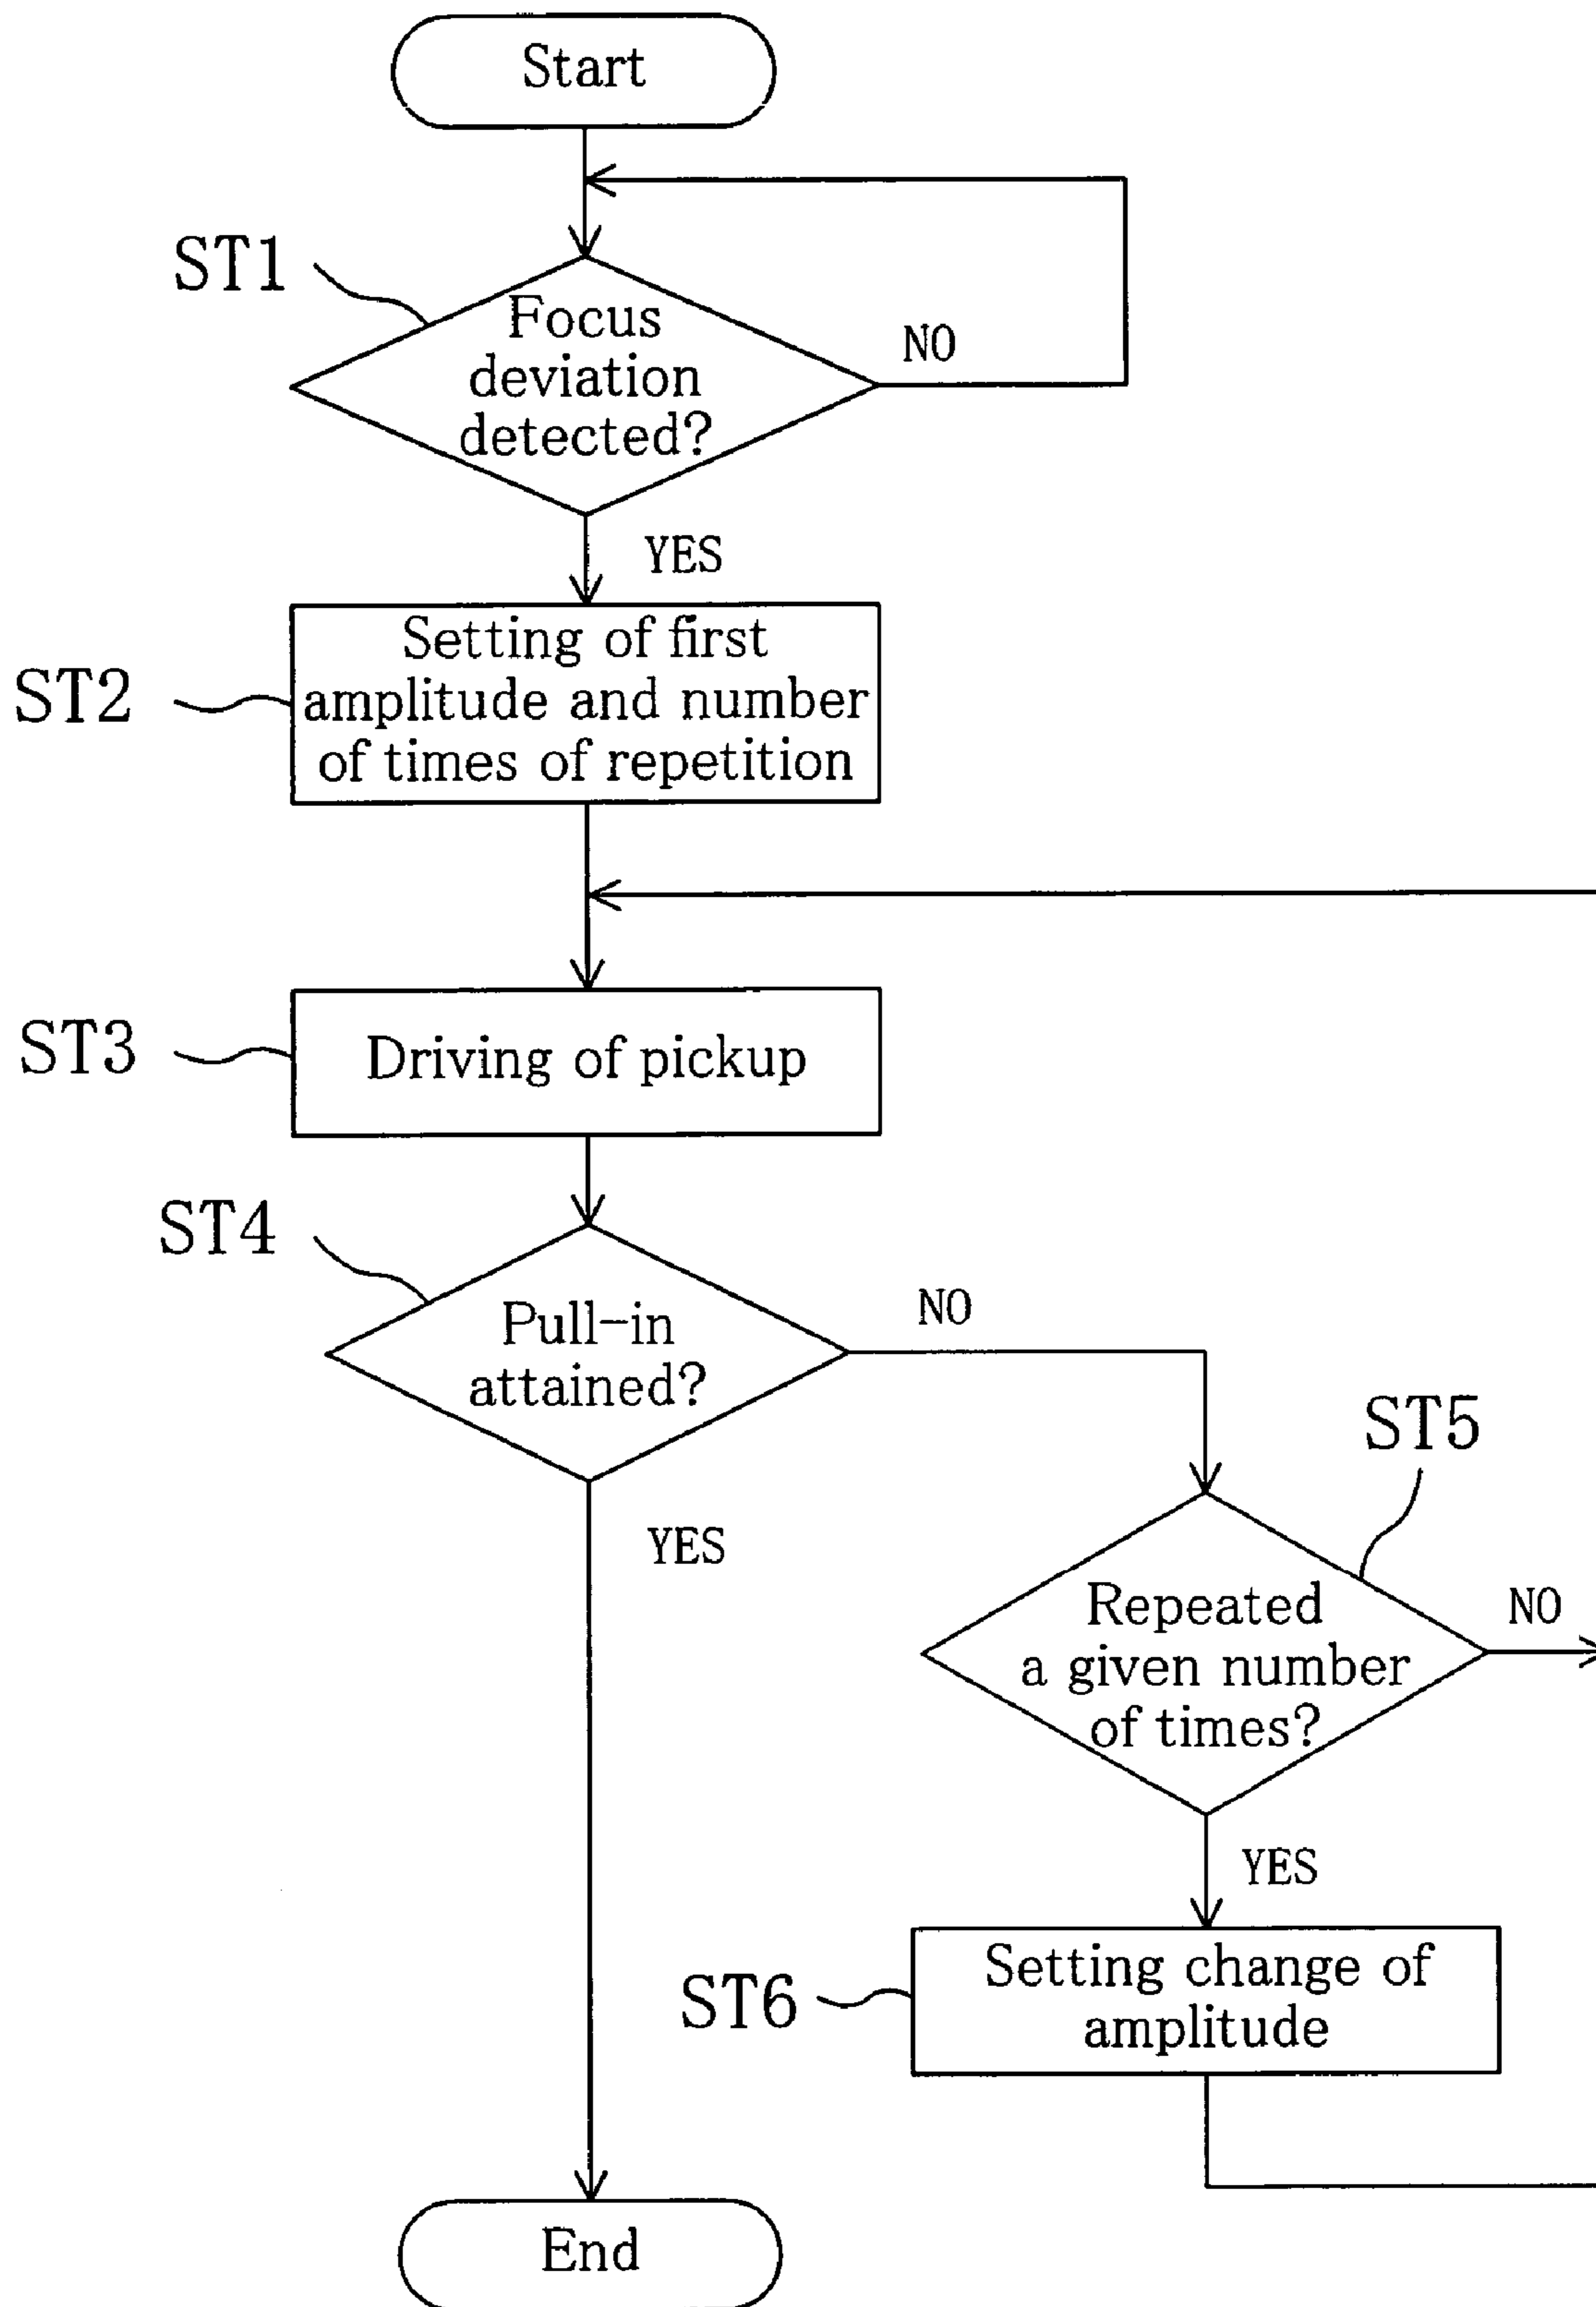 Start
ST1
Focus
deviation
detected?
NO
YES
ST2
Setting of first
amplitude and number
of times of repetition
ST3
Driving of pickup
ST4
Pull-in
attained?
NO
YES
ST5
Repeated
a given number
of times?
NO
YES
ST6
Setting change of
amplitude
End